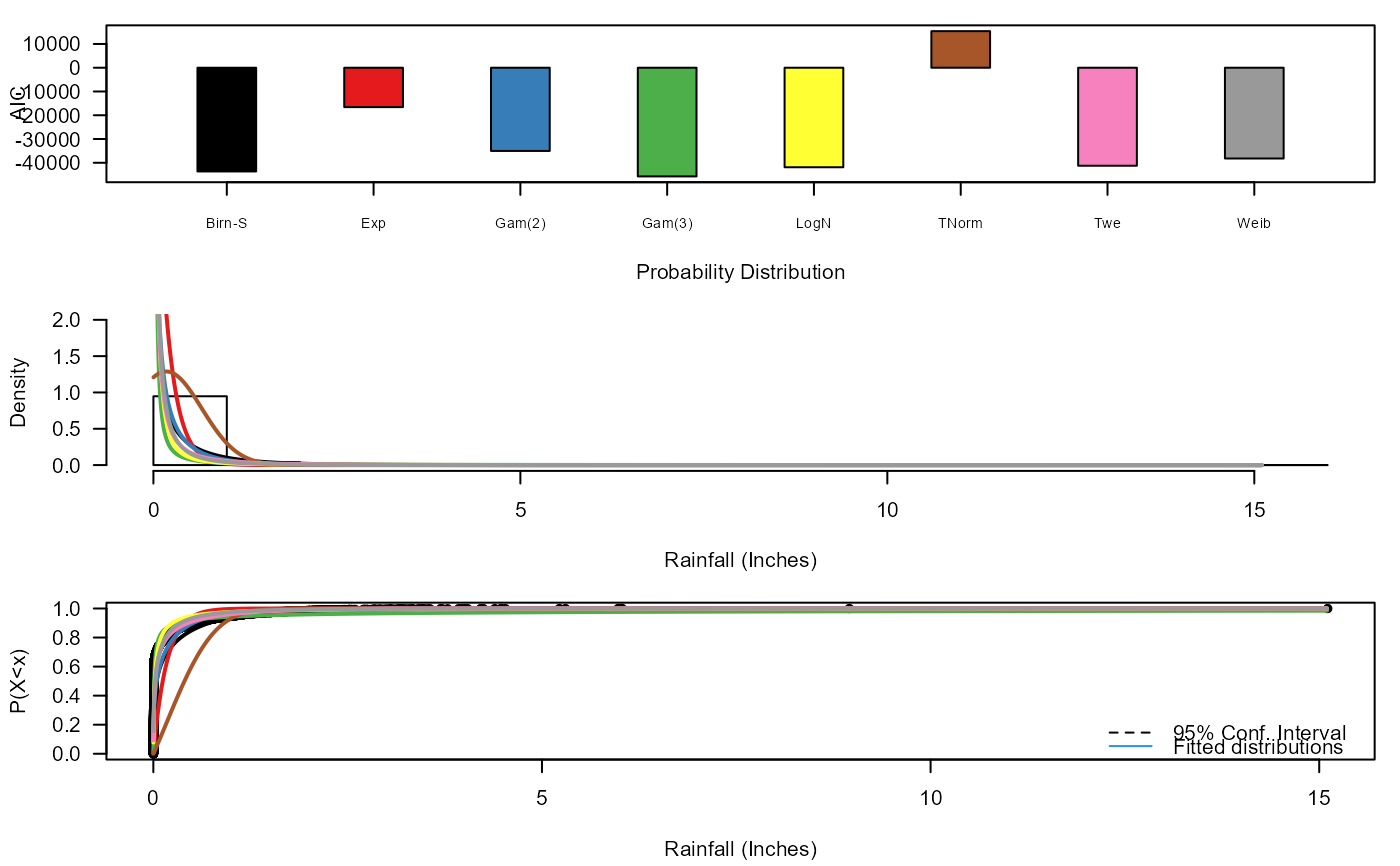 10000
0
-10000
-20000
-30000
-40000
AIC
Birn-S Exp Gam(2) Gam(3) LogN TNorm Twe Weib
Probability Distribution
2.0
1.5
1.0
0.5
0.0
Density
0 5 10 15
Rainfall (Inches)
1.0
0.8
0.6
0.4
0.2
0.0
P(X<x)
95% Conf. Interval
Fitted distributions
0 5 10 15
Rainfall (Inches)